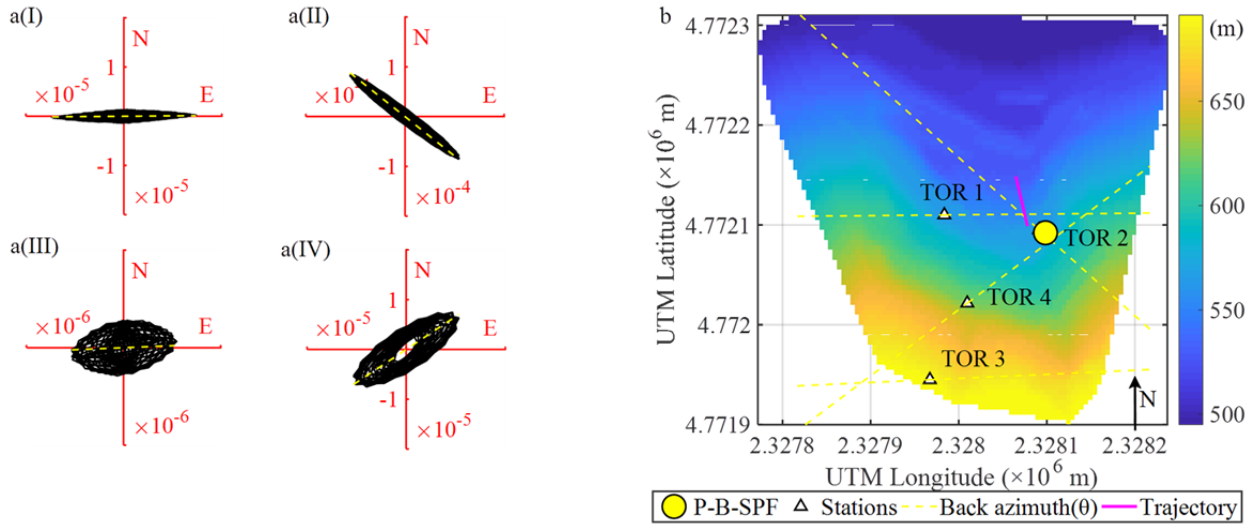 a(I)
N
1
×10⁻⁵
E
-1
×10⁻⁵
a(II)
N
1
×10
E
-1
×10⁻⁴
a(III)
N
×10⁻⁶
E
×10⁻⁶
a(IV)
N
1
×10⁻⁵
E
-1
×10⁻⁵
b
(m)
4.7723
4.7722
4.7721
4.772
4.7719
UTM Latitude (×10⁶ m)
TOR 1
TOR 2
TOR 4
TOR 3
N
650
600
550
500
2.3278
2.3279
2.328
2.3281
2.3282
UTM Longitude (×10⁶ m)
P-B-SPF
Stations
Back azimuth(θ)
Trajectory